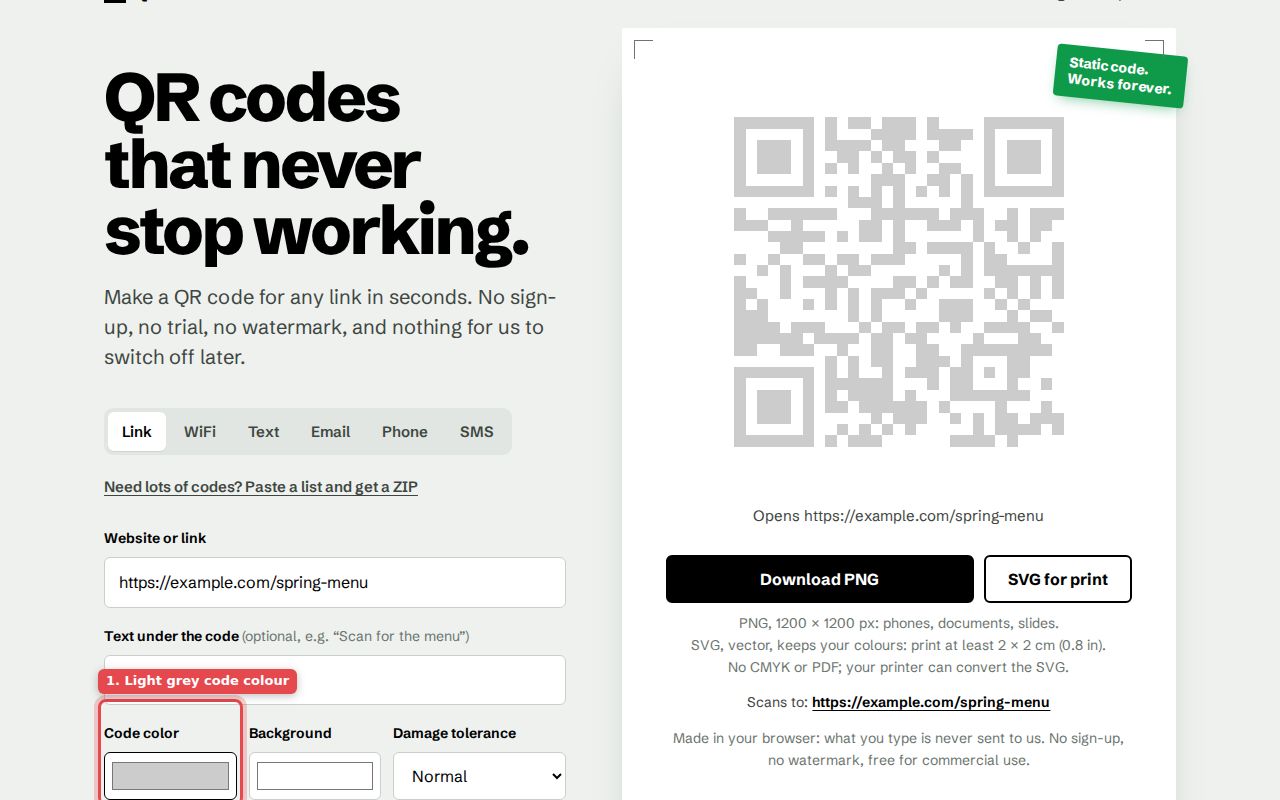 QR codes
that never
stop working.
Make a QR code for any link in seconds. No sign-
up, no trial, no watermark, and nothing for us to
switch off later.
Link WiFi Text Email Phone SMS
Need lots of codes? Paste a list and get a ZIP
Website or link
https://example.com/spring-menu
Text under the code (optional, e.g. “Scan for the menu”)
1. Light grey code colour
Code color Background Damage tolerance
Normal
Static code.
Works forever.
Opens https://example.com/spring-menu
Download PNG SVG for print
PNG, 1200 × 1200 px: phones, documents, slides.
SVG, vector, keeps your colours: print at least 2 × 2 cm (0.8 in).
No CMYK or PDF; your printer can convert the SVG.
Scans to: https://example.com/spring-menu
Made in your browser: what you type is never sent to us. No sign-up,
no watermark, free for commercial use.